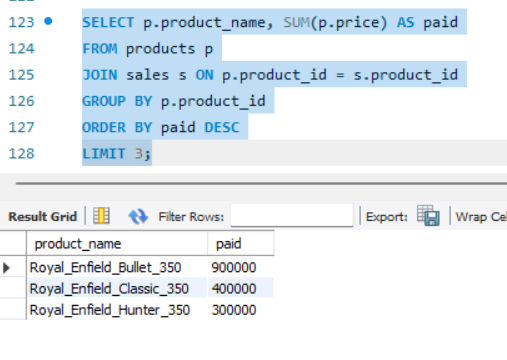 123 SELECT p.product_name, SUM(p.price) AS paid
124 FROM products p
125 JOIN sales s ON p.product_id = s.product_id
126 GROUP BY p.product_id
127 ORDER BY paid DESC
128 LIMIT 3;
Result Grid Filter Rows: Export: Wrap Cel
product_name paid
Royal_Enfield_Bullet_350 900000
Royal_Enfield_Classic_350 400000
Royal_Enfield_Hunter_350 300000